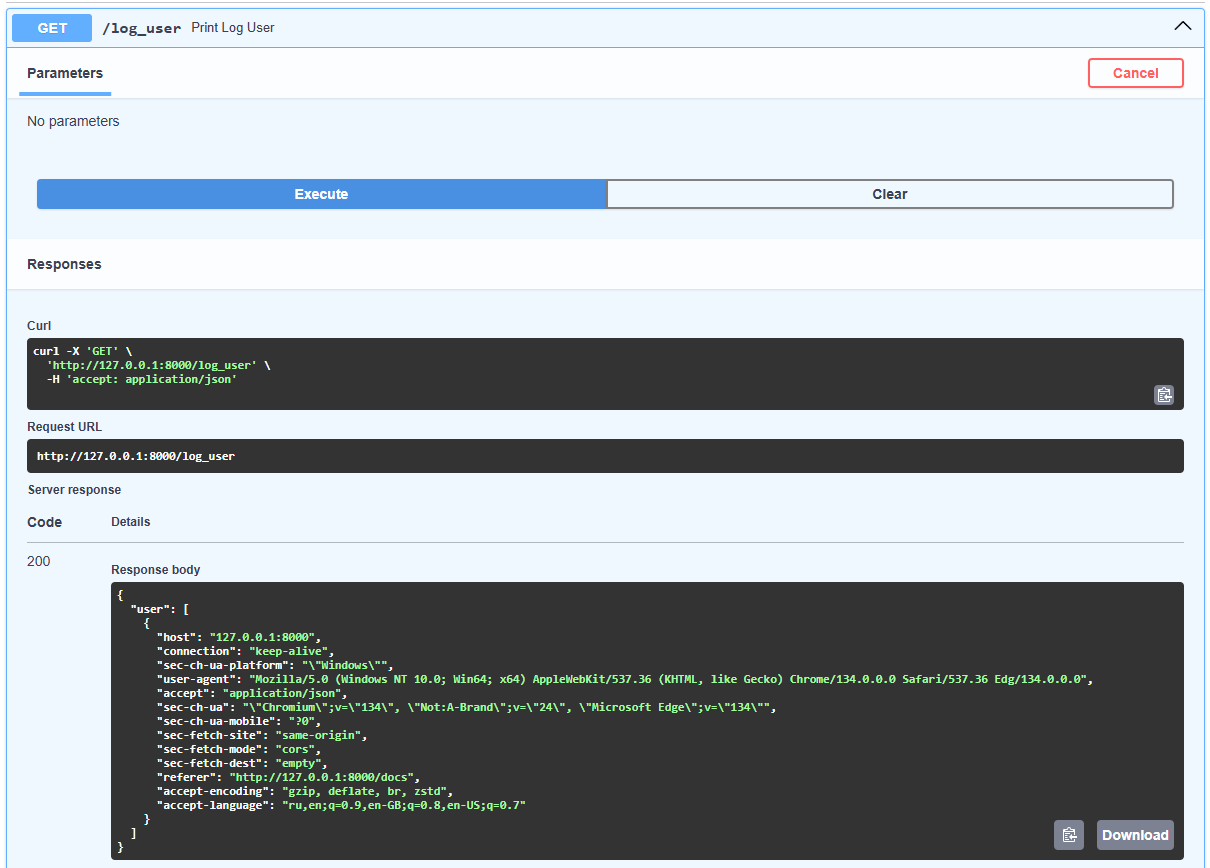 GET /log_user Print Log User
Parameters
Cancel
No parameters
Execute
Clear
Responses
Curl
curl -X 'GET' \
  'http://127.0.0.1:8000/log_user' \
  -H 'accept: application/json'
Request URL
http://127.0.0.1:8000/log_user
Server response
Code Details
200
Response body
{
  "user": [
    {
      "host": "127.0.0.1:8000",
      "connection": "keep-alive",
      "sec-ch-ua-platform": "\"Windows\"",
      "user-agent": "Mozilla/5.0 (Windows NT 10.0; Win64; x64) AppleWebKit/537.36 (KHTML, like Gecko) Chrome/134.0.0.0 Safari/537.36 Edg/134.0.0.0",
      "accept": "application/json",
      "sec-ch-ua": "\"Chromium\";v=\"134\", \"Not:A-Brand\";v=\"24\", \"Microsoft Edge\";v=\"134\"",
      "sec-ch-ua-mobile": "?0",
      "sec-fetch-site": "same-origin",
      "sec-fetch-mode": "cors",
      "sec-fetch-dest": "empty",
      "referer": "http://127.0.0.1:8000/docs",
      "accept-encoding": "gzip, deflate, br, zstd",
      "accept-language": "ru,en;q=0.9,en-GB;q=0.8,en-US;q=0.7"
    }
  ]
}
Download